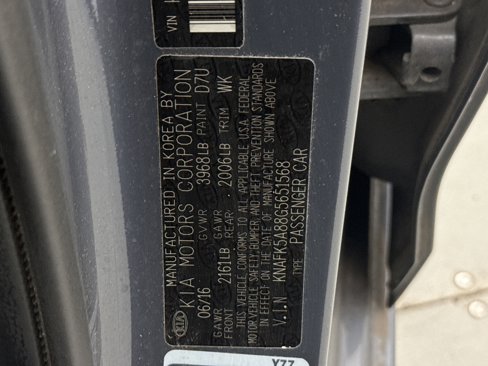 VIN
MANUFACTURED IN KOREA BY
KIA MOTORS CORPORATION
06/16 GVWR 3968LB PAINT D7U
GAWR FRONT 2161LB GAWR REAR 2006LB TRIM WK
THIS VEHICLE CONFORMS TO ALL APPLICABLE U.S.A. FEDERAL
MOTOR VEHICLE SAFETY BUMPER AND THEFT PREVENTION STANDARDS
IN EFFECT ON THE DATE OF MANUFACTURE SHOWN ABOVE
V.I.N KNAFK5A88G5651568
TYPE PASSENGER CAR
KIA
Y77